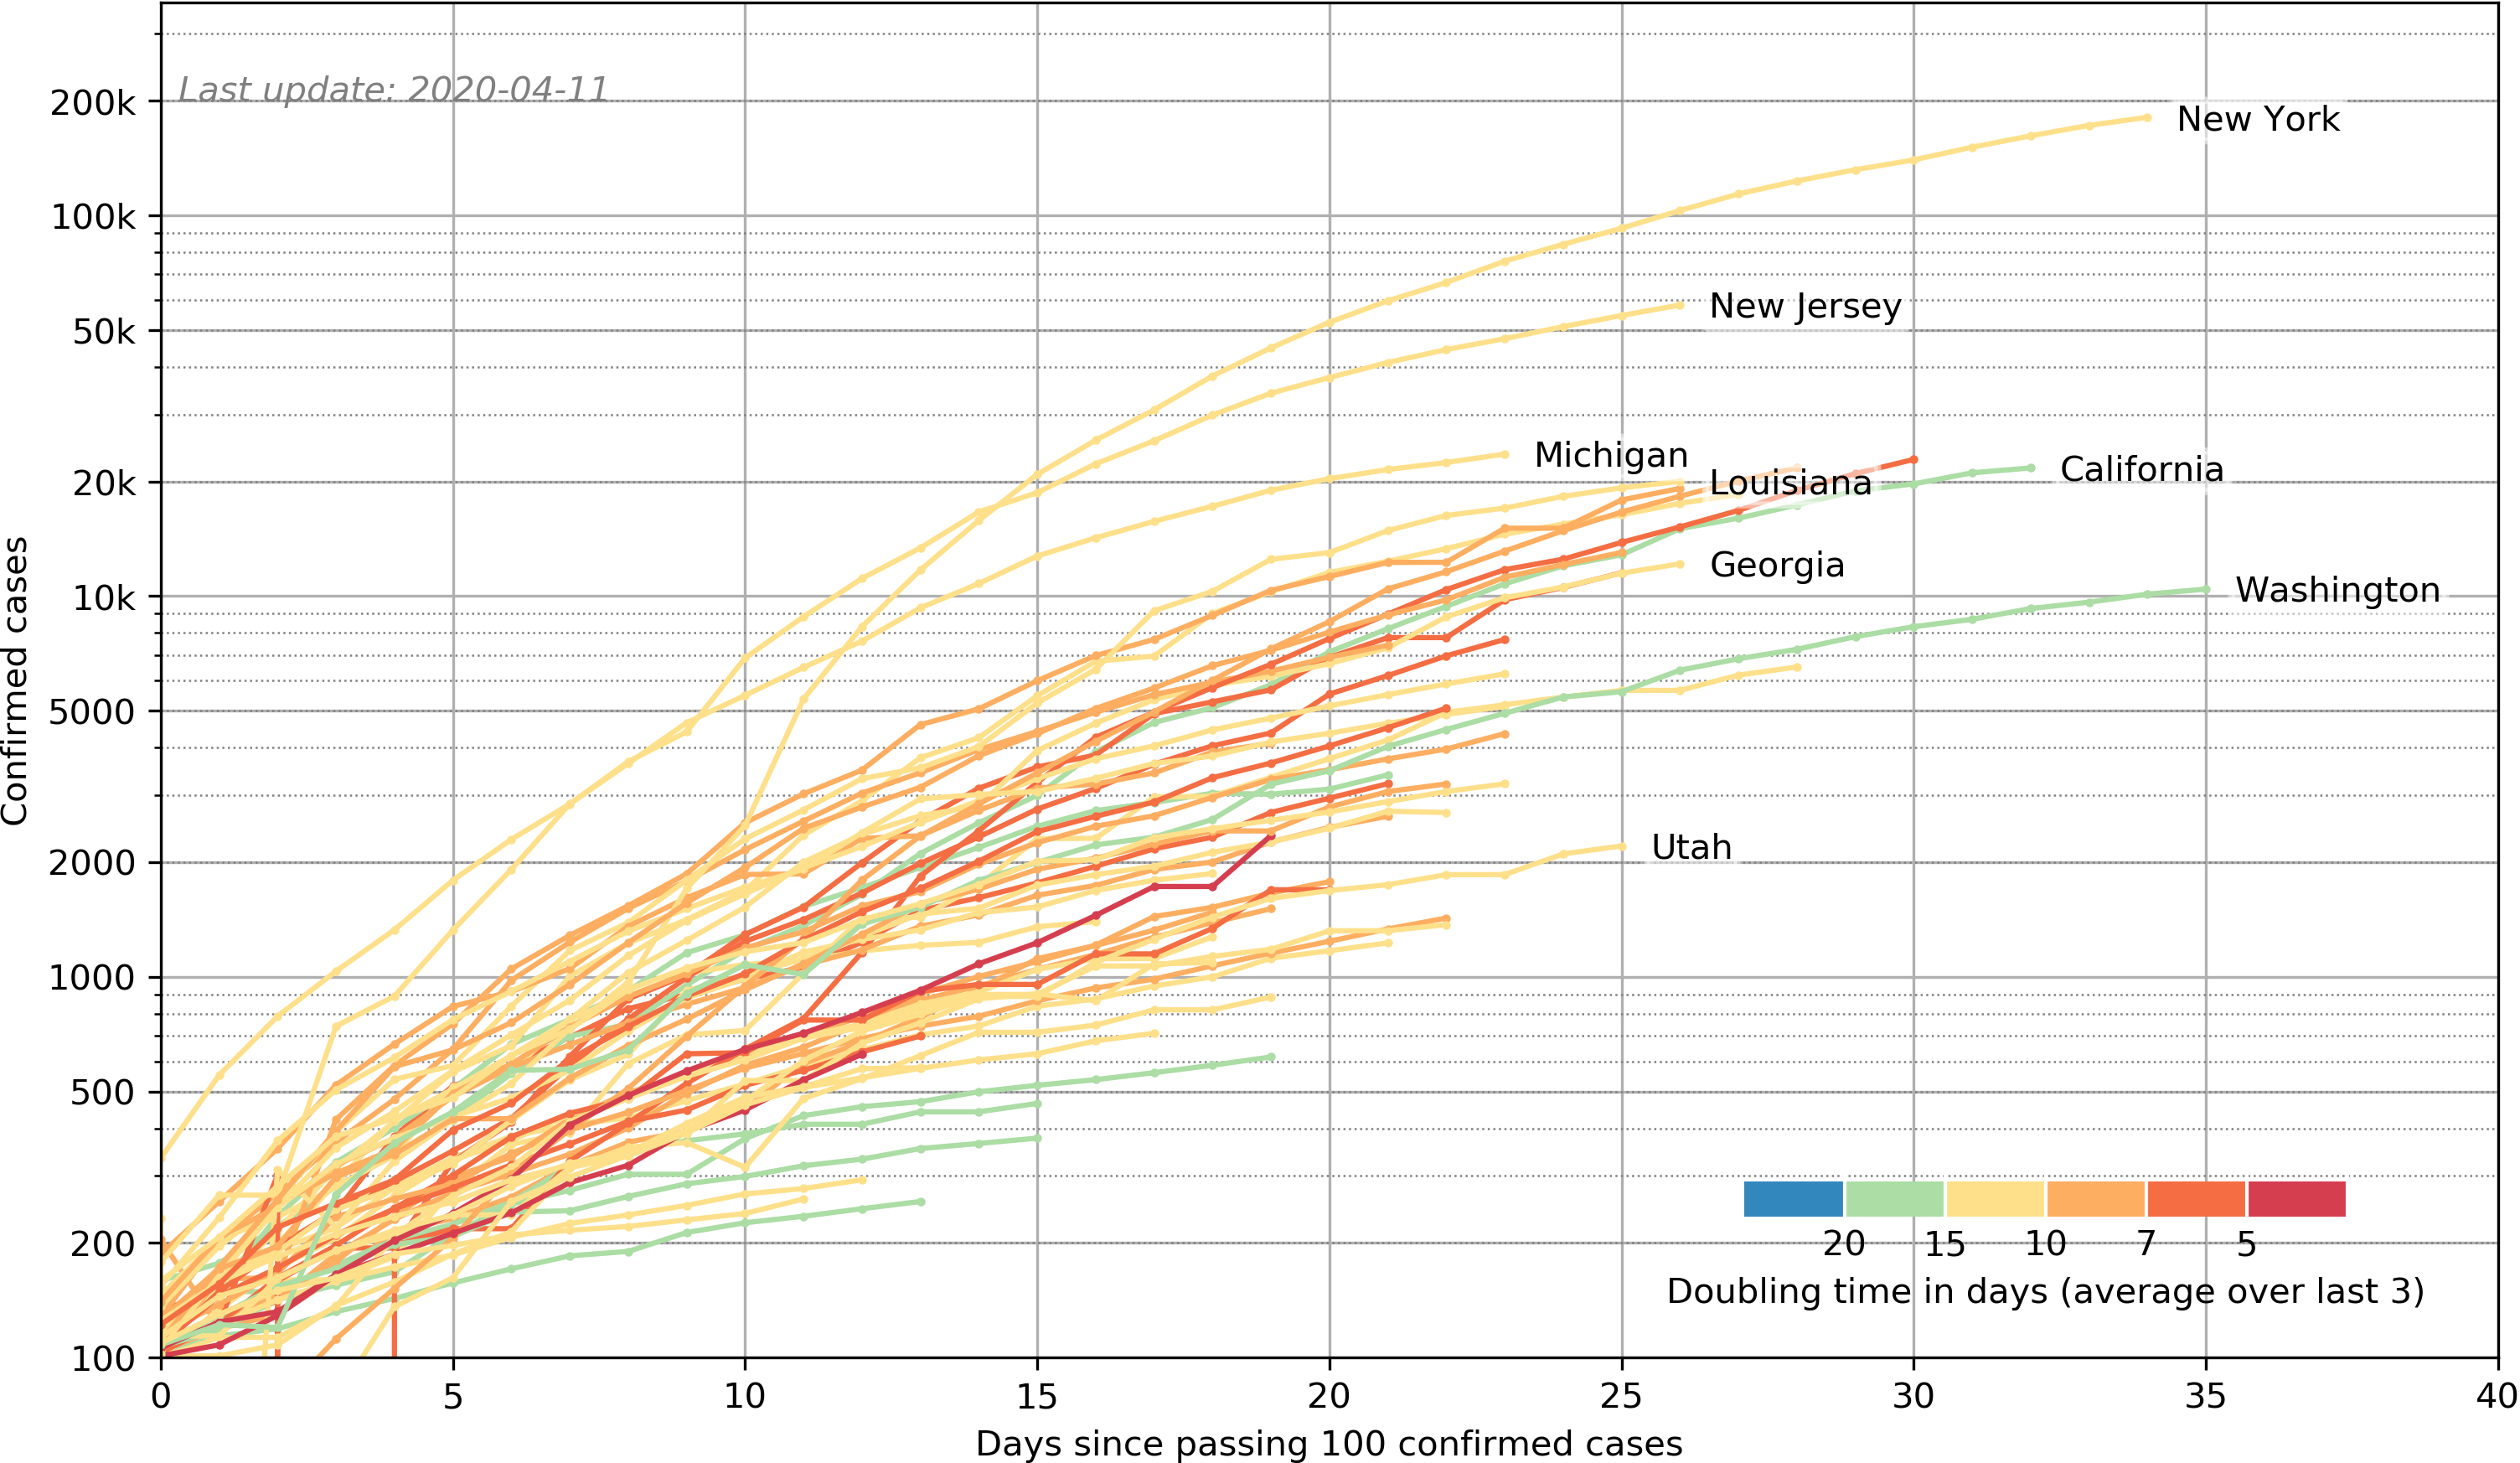 Last update: 2020-04-11
200k
100k
50k
20k
10k
5000
2000
1000
500
200
100
Confirmed cases
New York
New Jersey
Michigan
Louisiana
California
Georgia
Washington
Utah
20 15 10 7 5
Doubling time in days (average over last 3)
0 5 10 15 20 25 30 35 40
Days since passing 100 confirmed cases